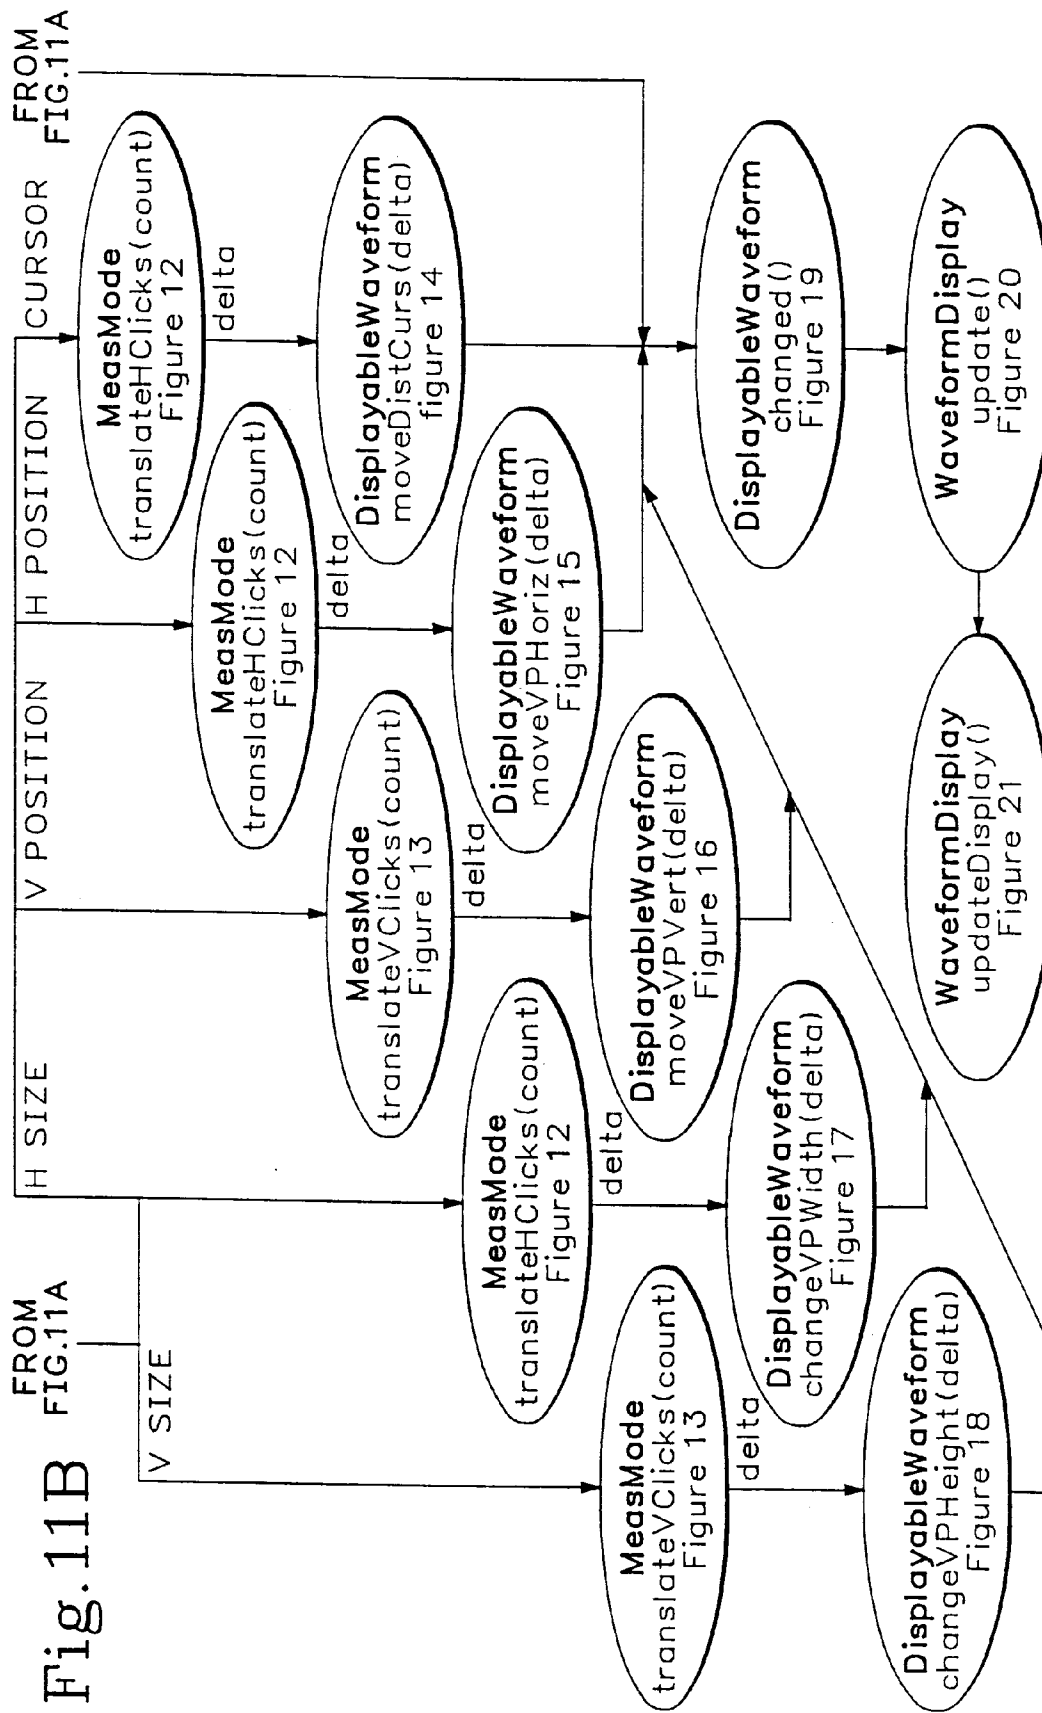 Fig.11B
FROM
FIG.11A
V SIZE
H SIZE
V POSITION
H POSITION
CURSOR
FROM
FIG.11A
MeasMode
translateVClicks(count)
Figure 13
delta
DisplayableWaveform
changeVPHeight(delta)
Figure 18
MeasMode
translateHClicks(count)
Figure 12
delta
DisplayableWaveform
changeVPWidth(delta)
Figure 17
MeasMode
translateVClicks(count)
Figure 13
delta
DisplayableWaveform
moveVPVert(delta)
Figure 16
MeasMode
translateHClicks(count)
Figure 12
delta
DisplayableWaveform
moveVPHoriz(delta)
Figure 15
MeasMode
translateHClicks(count)
Figure 12
delta
DisplayableWaveform
moveDistCurs(delta)
figure 14
DisplayableWaveform
changed()
Figure 19
WaveformDisplay
update()
Figure 20
WaveformDisplay
updateDisplay()
Figure 21